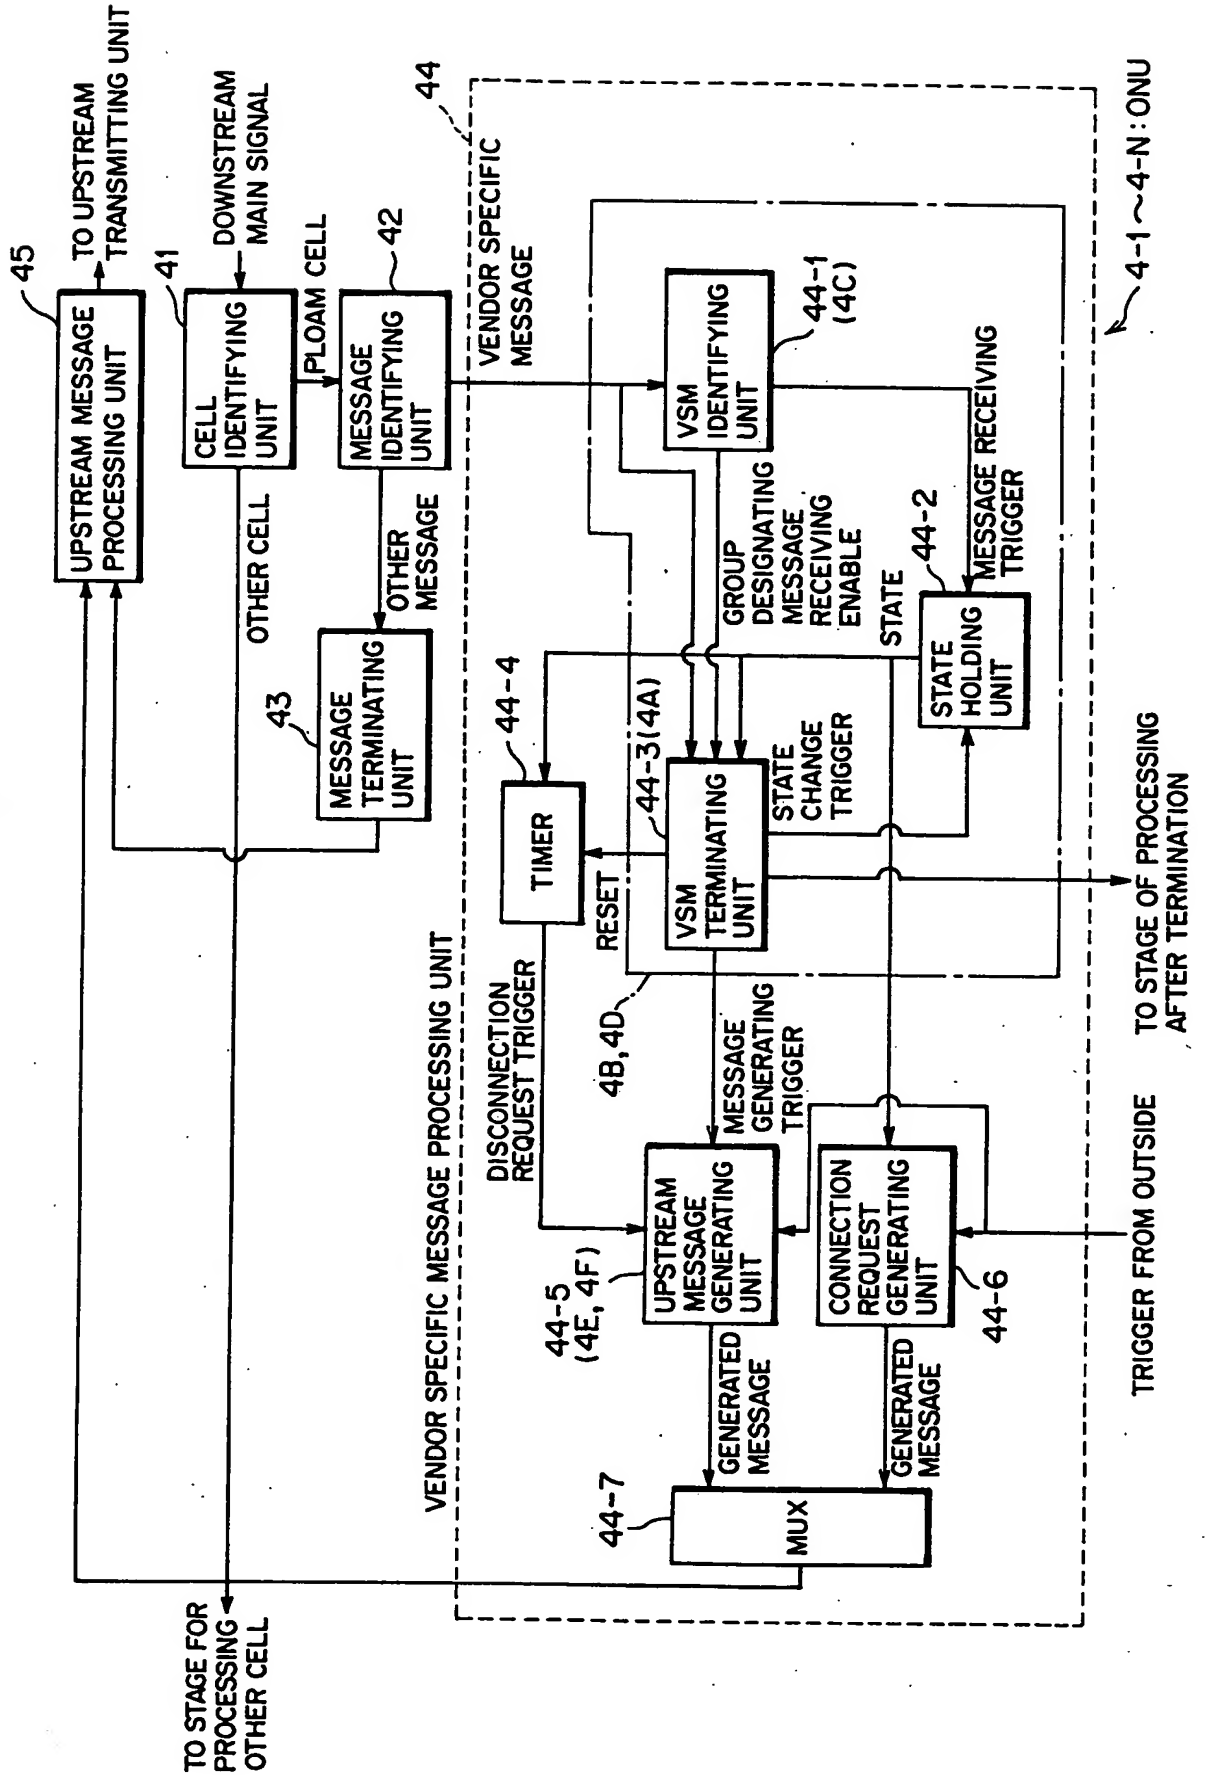 45
UPSTREAM MESSAGE
PROCESSING UNIT
TO UPSTREAM
TRANSMITTING UNIT
41
CELL
IDENTIFYING
UNIT
DOWNSTREAM
MAIN SIGNAL
OTHER CELL
TO STAGE FOR
PROCESSING
OTHER CELL
PLOAM CELL
42
MESSAGE
IDENTIFYING
UNIT
OTHER
MESSAGE
43
MESSAGE
TERMINATING
UNIT
VENDOR SPECIFIC MESSAGE PROCESSING UNIT
44
VENDOR SPECIFIC
MESSAGE
44-1
(4C)
VSM
IDENTIFYING
UNIT
GROUP
DESIGNATING
MESSAGE
RECEIVING
ENABLE
MESSAGE RECEIVING
TRIGGER
44-2
STATE
HOLDING
UNIT
STATE
44-3(4A)
VSM
TERMINATING
UNIT
STATE
CHANGE
TRIGGER
44-4
TIMER
RESET
DISCONNECTION
REQUEST TRIGGER
4B,4D
MESSAGE
GENERATING
TRIGGER
44-5
(4E, 4F)
UPSTREAM
MESSAGE
GENERATING
UNIT
CONNECTION
REQUEST
GENERATING
UNIT
44-6
GENERATED
MESSAGE
GENERATED
MESSAGE
44-7
MUX
TRIGGER FROM OUTSIDE
TO STAGE OF PROCESSING
AFTER TERMINATION
4-1~4-N:ONU